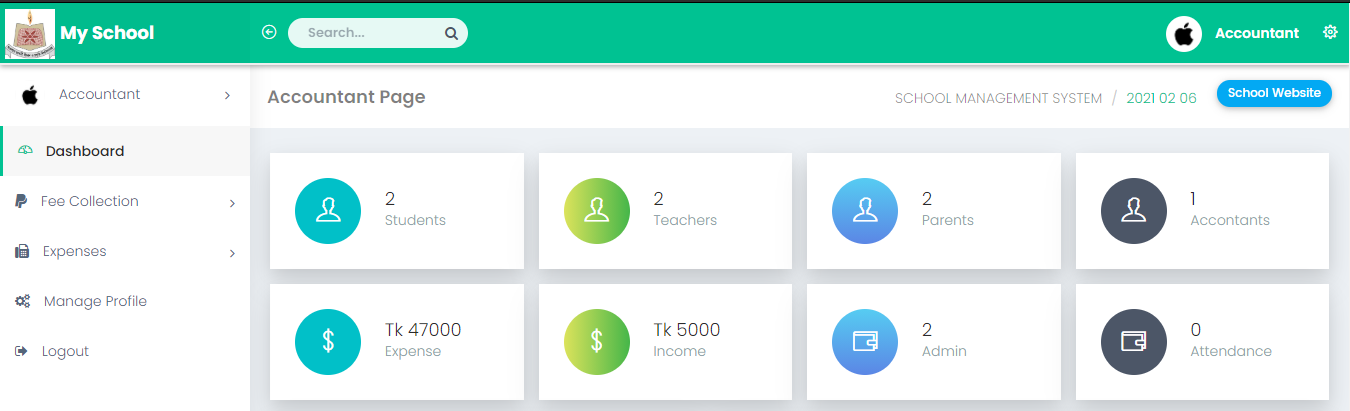 My School
Search...
Accountant
Accountant
Dashboard
Fee Collection
Expenses
Manage Profile
Logout
Accountant Page
SCHOOL MANAGEMENT SYSTEM / 2021 02 06
School Website
2
Students
2
Teachers
2
Parents
1
Accontants
Tk 47000
Expense
Tk 5000
Income
2
Admin
0
Attendance